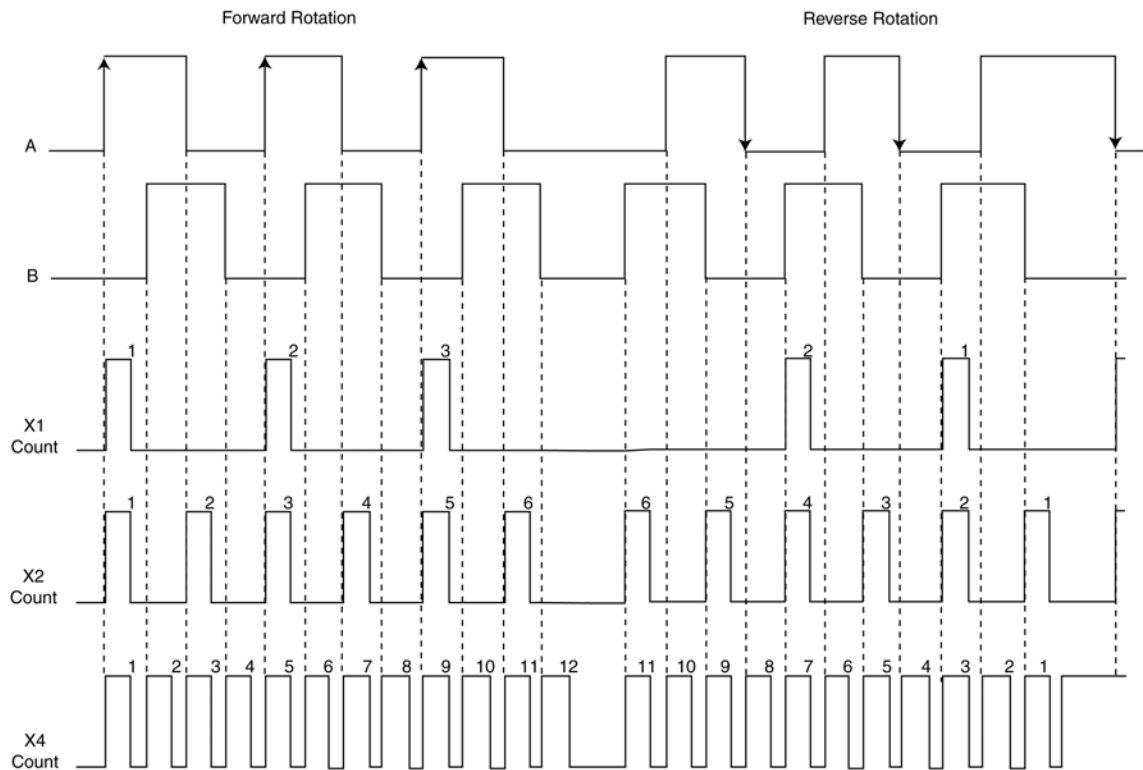 Forward Rotation
Reverse Rotation
A
B
1 2 3 2 1
X1
Count
1 2 3 4 5 6 6 5 4 3 2 1
X2
Count
1 2 3 4 5 6 7 8 9 10 11 12 11 10 9 8 7 6 5 4 3 2 1
X4
Count